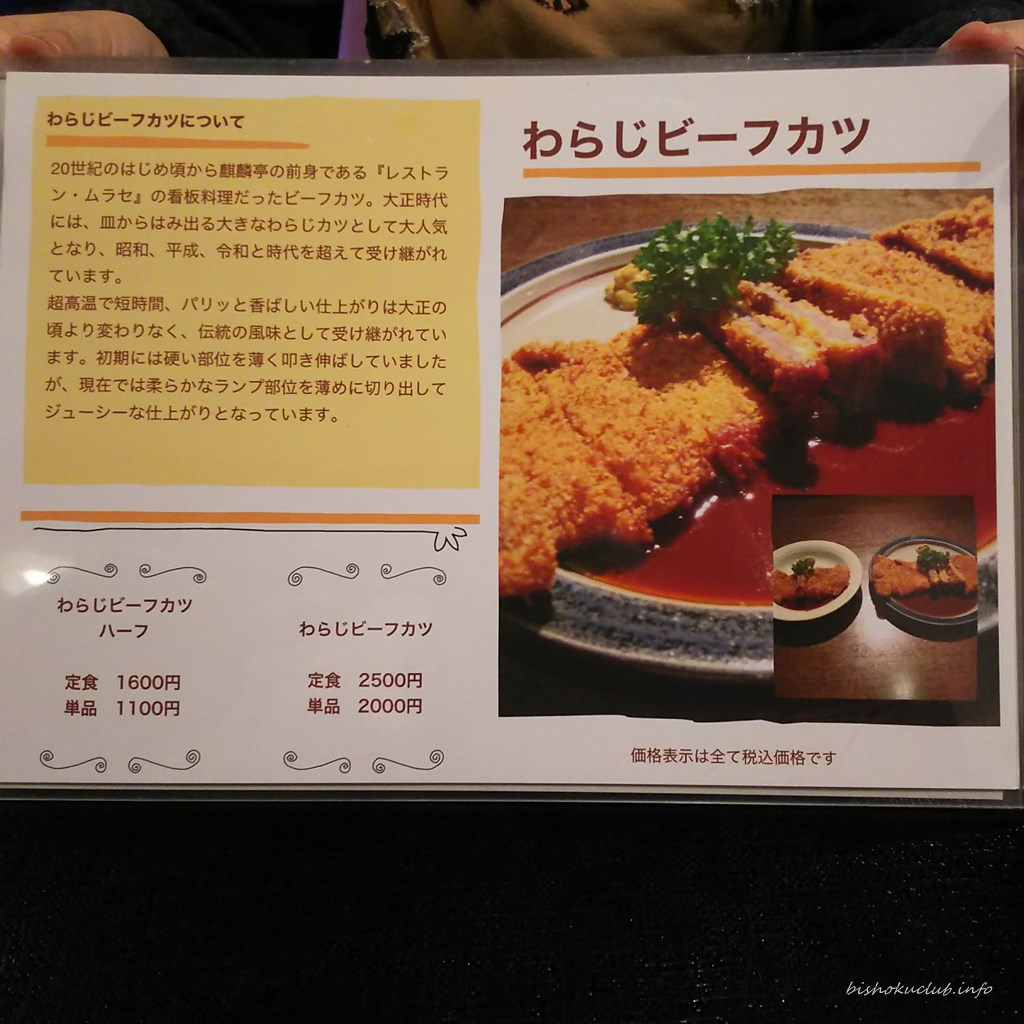 わらじビーフカツについて
20世紀のはじめ頃から麒麟亭の前身である『レストラ
ン・ムラセ』の看板料理だったビーフカツ。大正時代
には、皿からはみ出る大きなわらじカツとして大人気
となり、昭和、平成、令和と時代を超えて受け継がれ
ています。
超高温で短時間、パリッと香ばしい仕上がりは大正の
頃より変わりなく、伝統の風味として受け継がれてい
ます。初期には硬い部位を薄く叩き伸ばしていました
が、現在では柔らかなランプ部位を薄めに切り出して
ジューシーな仕上がりとなっています。
わらじビーフカツ
ハーフ
定食 1600円
単品 1100円
わらじビーフカツ
定食 2500円
単品 2000円
わらじビーフカツ
価格表示は全て税込価格です
bishokuclub.info